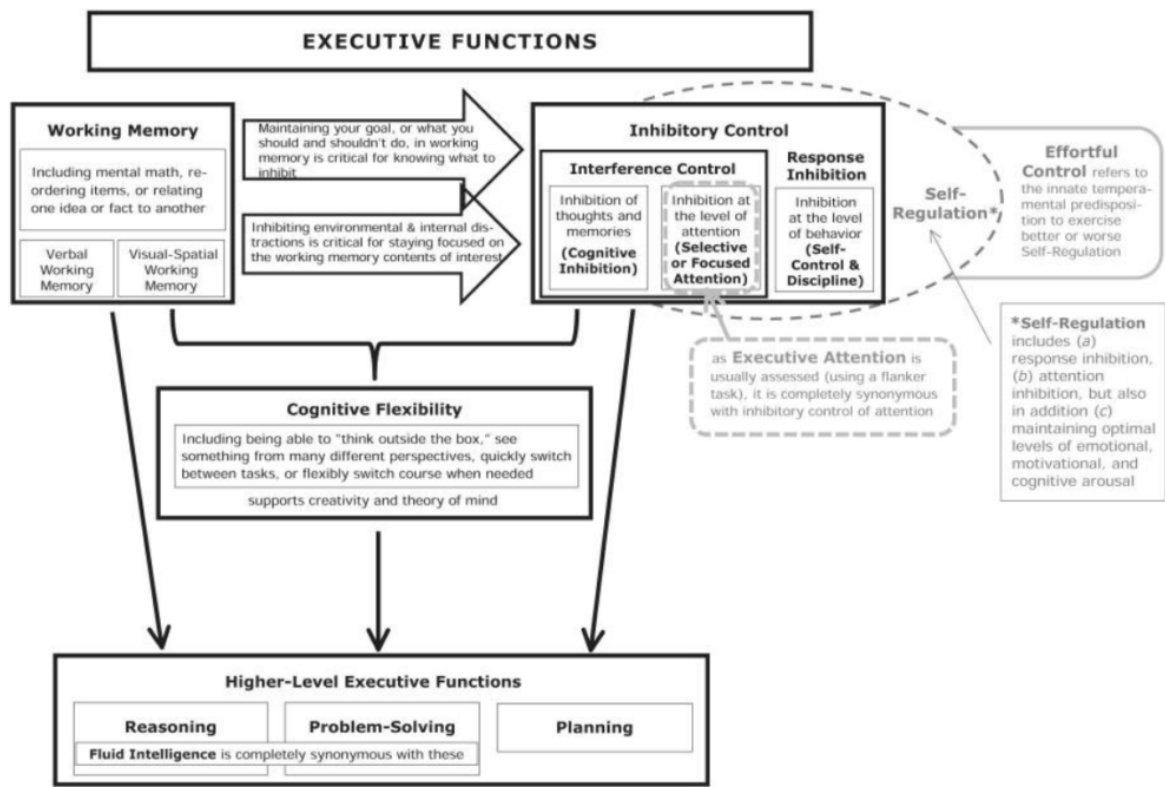 EXECUTIVE FUNCTIONS
Working Memory
Including mental math, re-
ordering items, or relating
one idea or fact to another
Verbal
Working
Memory
Visual-Spatial
Working
Memory
Maintaining your goal, or what you
should and shouldn't do, in working
memory is critical for knowing what to
inhibit
Inhibiting environmental & internal dis-
tractions is critical for staying focused on
the working memory contents of interest
Inhibitory Control
Interference Control
Inhibition of
thoughts and
memories
(Cognitive
Inhibition)
Inhibition at
the level of
attention
(Selective
or Focused
Attention)
Response
Inhibition
Inhibition
at the level
of behavior
(Self-
Control &
Discipline)
Self-
Regulation*
Effortful
Control refers to
the innate tempera-
mental predisposi-
tion to exercise
better or worse
Self-Regulation
as Executive Attention is
usually assessed (using a flanker
task), it is completely synonymous
with inhibitory control of attention
*Self-Regulation
includes (a)
response inhibition,
(b) attention
inhibition, but also
in addition (c)
maintaining optimal
levels of emotional,
motivational, and
cognitive arousal
Cognitive Flexibility
Including being able to "think outside the box," see
something from many different perspectives, quickly switch
between tasks, or flexibly switch course when needed
supports creativity and theory of mind
Higher-Level Executive Functions
Reasoning
Problem-Solving
Planning
Fluid Intelligence is completely synonymous with these